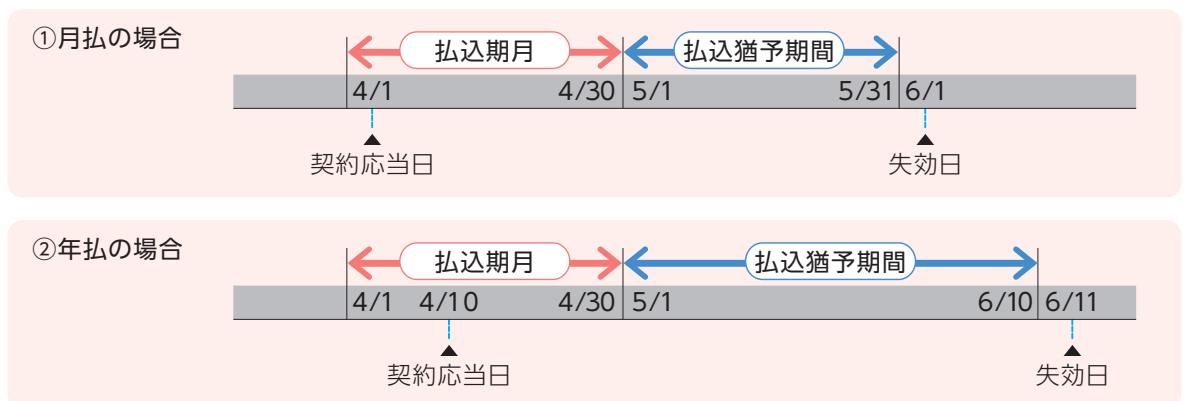 ①月払の場合
払込期月 払込猶予期間
4/1 4/30 5/1 5/31 6/1
契約応当日 失効日
②年払の場合
払込期月 払込猶予期間
4/1 4/10 4/30 5/1 6/10 6/11
契約応当日 失効日